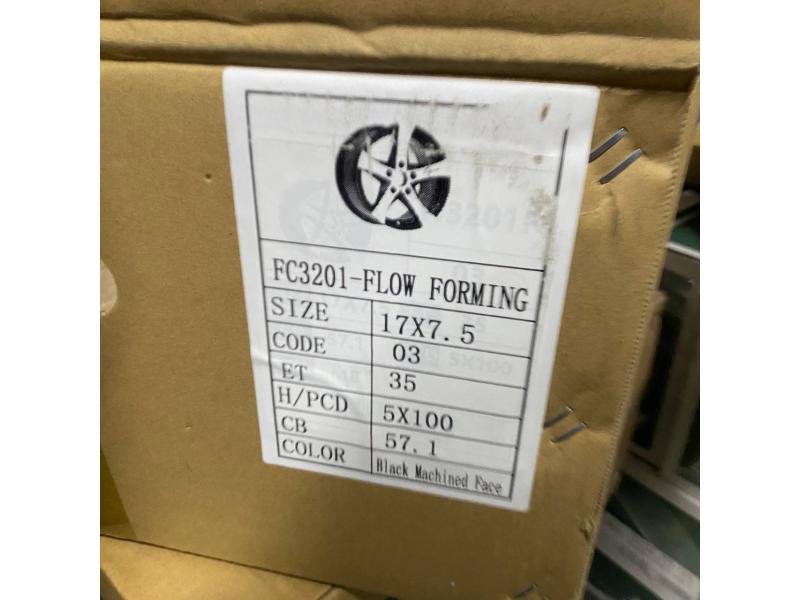 FC3201-FLOW FORMING
SIZE 17X7.5
CODE 03
ET 35
H/PCD 5X100
CB 57.1
COLOR Black Machined Face